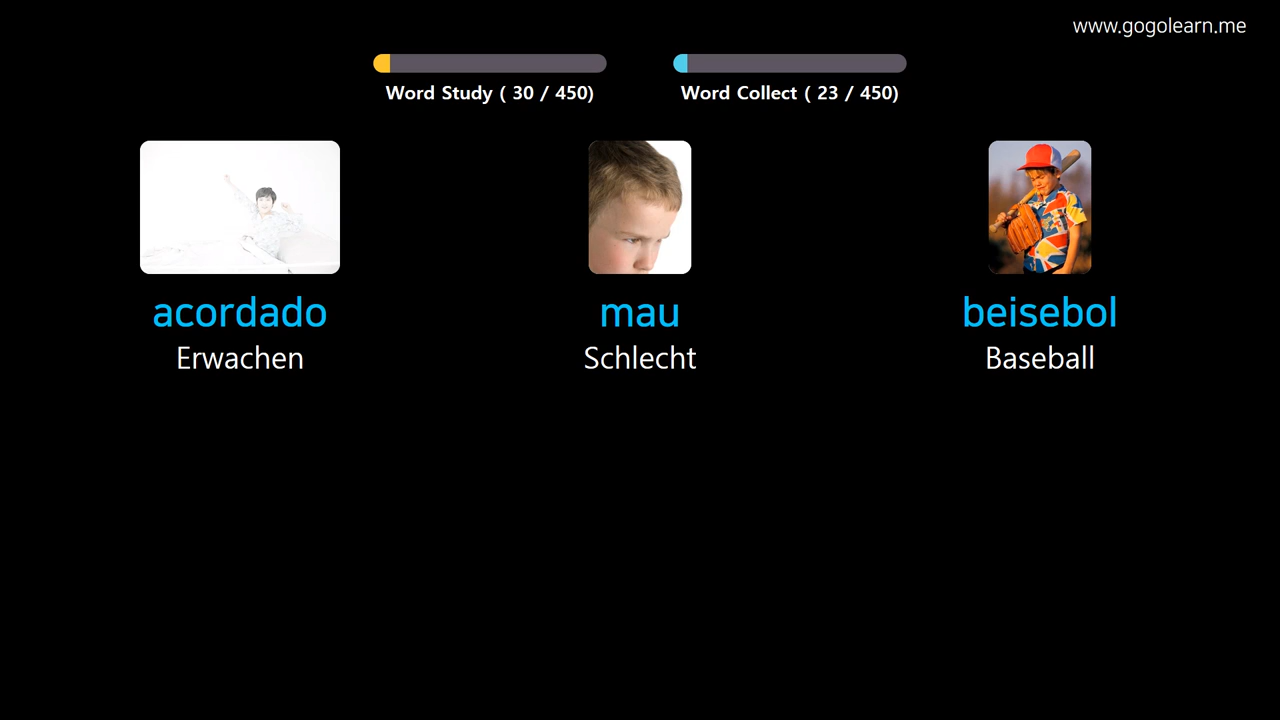 www.gogolearn.me
Word Study ( 30 / 450)
Word Collect ( 23 / 450)
acordado
Erwachen
mau
Schlecht
beisebol
Baseball